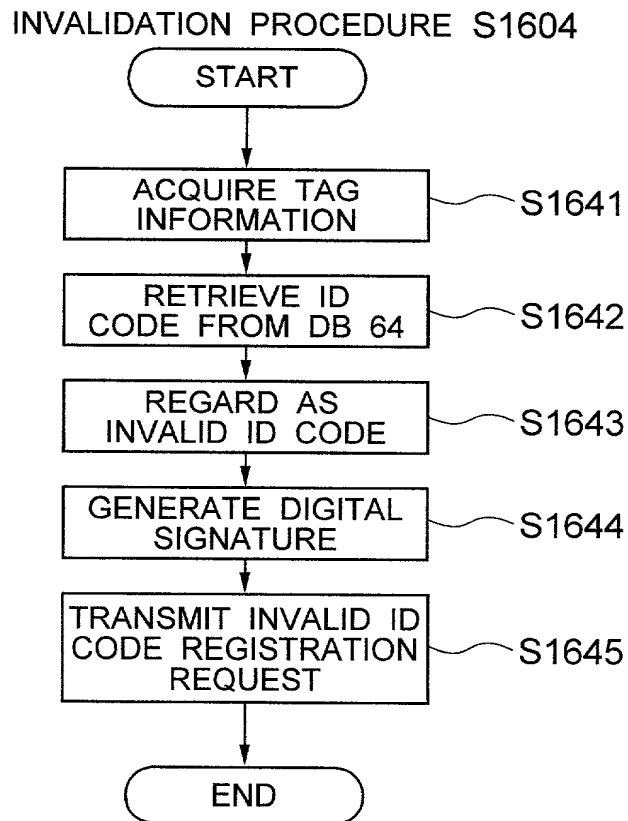 INVALIDATION PROCEDURE S1604
START
ACQUIRE TAG
INFORMATION
S1641
RETRIEVE ID
CODE FROM DB 64
S1642
REGARD AS
INVALID ID CODE
S1643
GENERATE DIGITAL
SIGNATURE
S1644
TRANSMIT INVALID ID
CODE REGISTRATION
REQUEST
S1645
END